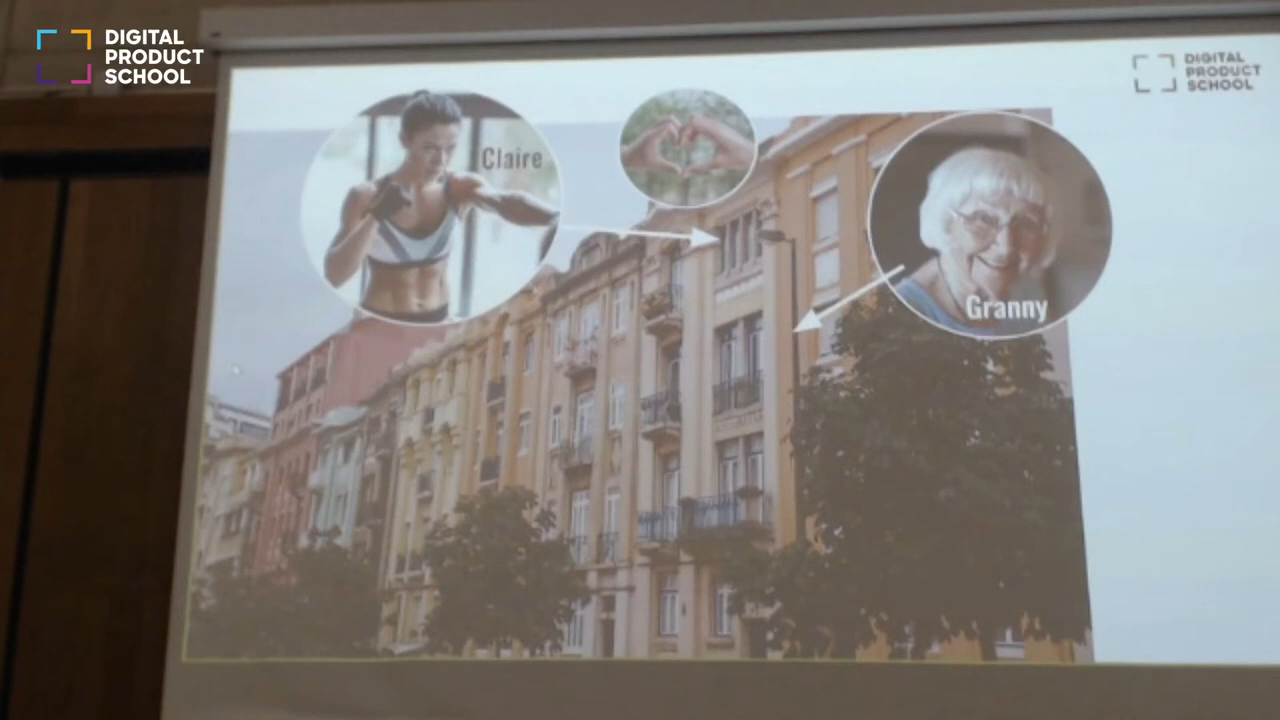 DIGITAL
PRODUCT
SCHOOL
DIGITAL
PRODUCT
SCHOOL
Claire
Granny